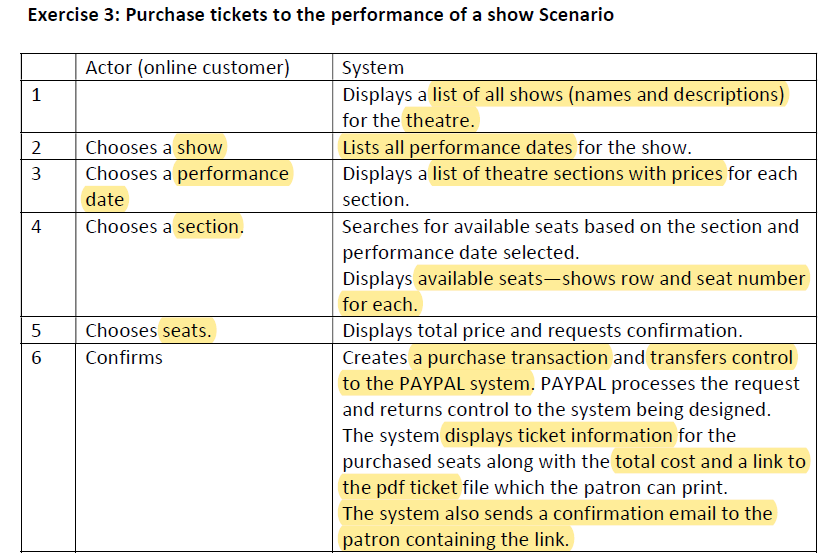 Exercise 3: Purchase tickets to the performance of a show Scenario
Actor (online customer) System
1 Displays a list of all shows (names and descriptions)
for the theatre.
2 Chooses a show Lists all performance dates for the show.
3 Chooses a performance Displays a list of theatre sections with prices for each
date section.
4 Chooses a section. Searches for available seats based on the section and
performance date selected.
Displays available seats—shows row and seat number
for each.
5 Chooses seats. Displays total price and requests confirmation.
6 Confirms Creates a purchase transaction and transfers control
to the PAYPAL system. PAYPAL processes the request
and returns control to the system being designed.
The system displays ticket information for the
purchased seats along with the total cost and a link to
the pdf ticket file which the patron can print.
The system also sends a confirmation email to the
patron containing the link.